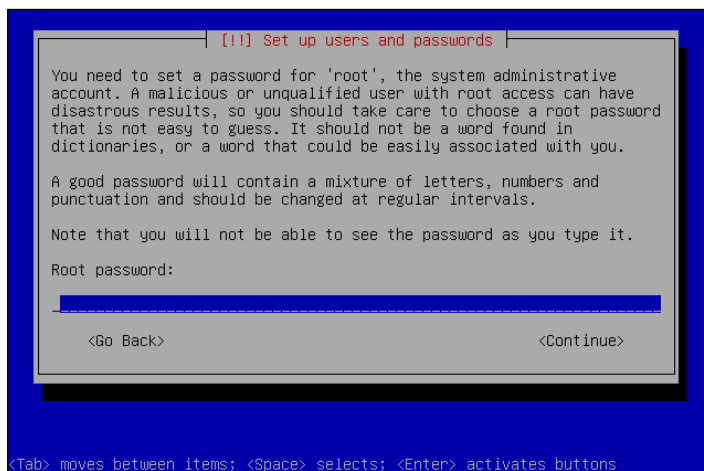 [!!] Set up users and passwords
You need to set a password for 'root', the system administrative
account. A malicious or unqualified user with root access can have
disastrous results, so you should take care to choose a root password
that is not easy to guess. It should not be a word found in
dictionaries, or a word that could be easily associated with you.
A good password will contain a mixture of letters, numbers and
punctuation and should be changed at regular intervals.
Note that you will not be able to see the password as you type it.
Root password:
<Go Back> <Continue>
<Tab> moves between items; <Space> selects; <Enter> activates buttons